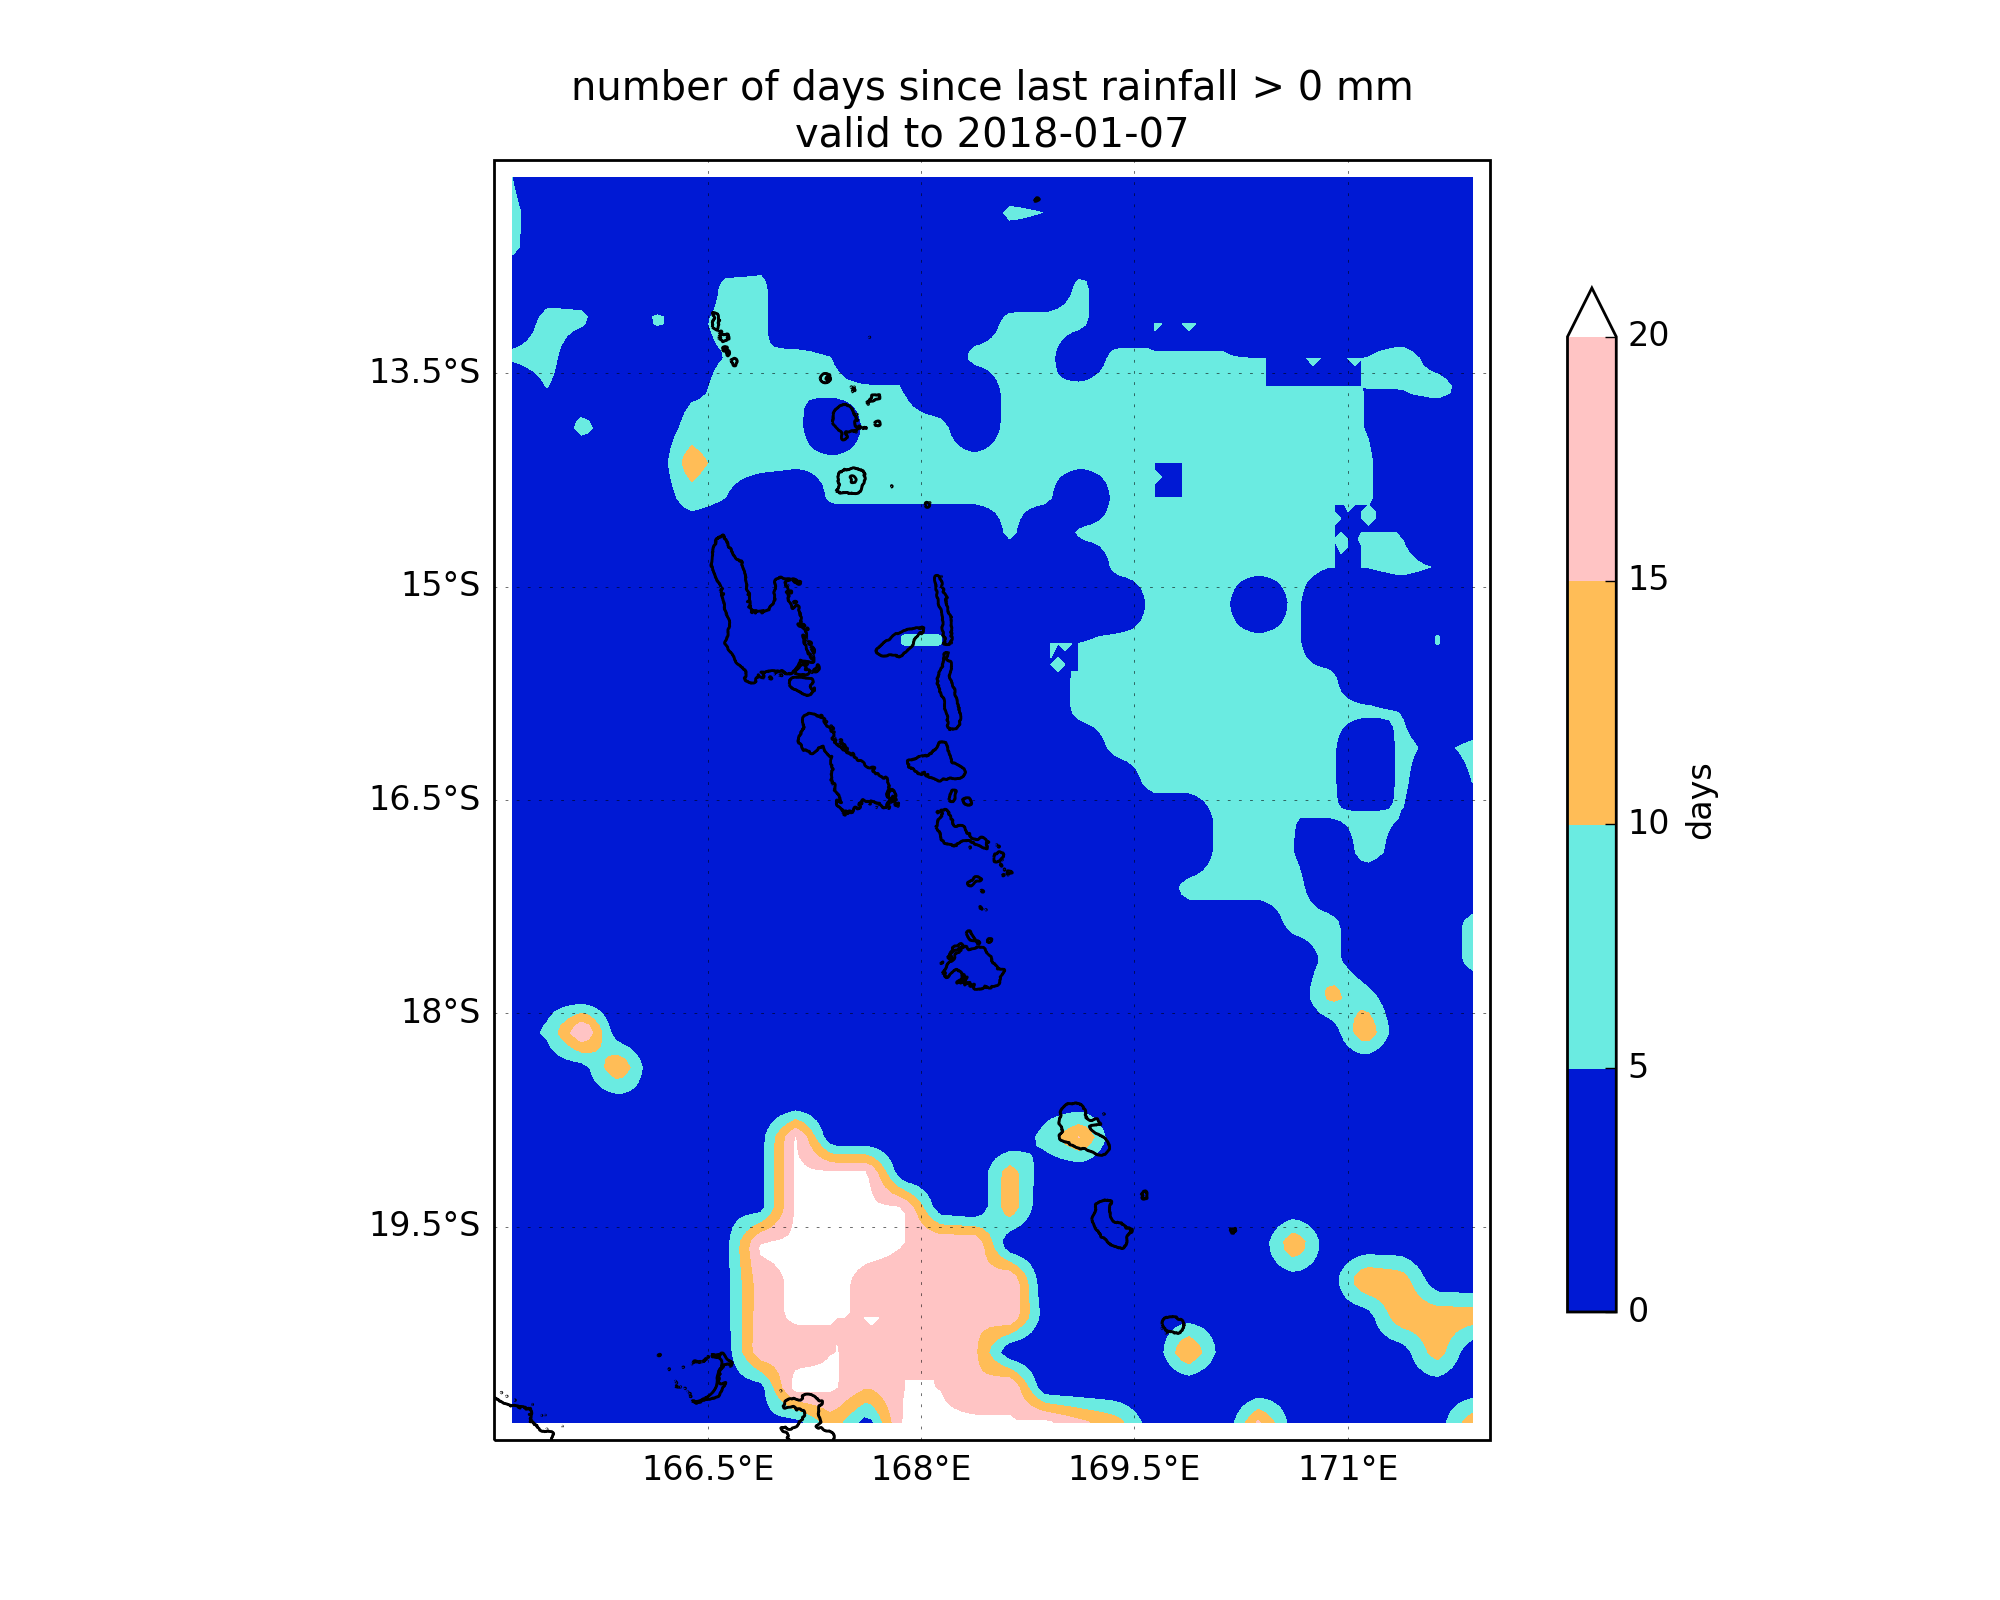 number of days since last rainfall > 0 mm
valid to 2018-01-07
13.5°S
15°S
16.5°S
18°S
19.5°S
166.5°E
168°E
169.5°E
171°E
20
15
10
5
0
days